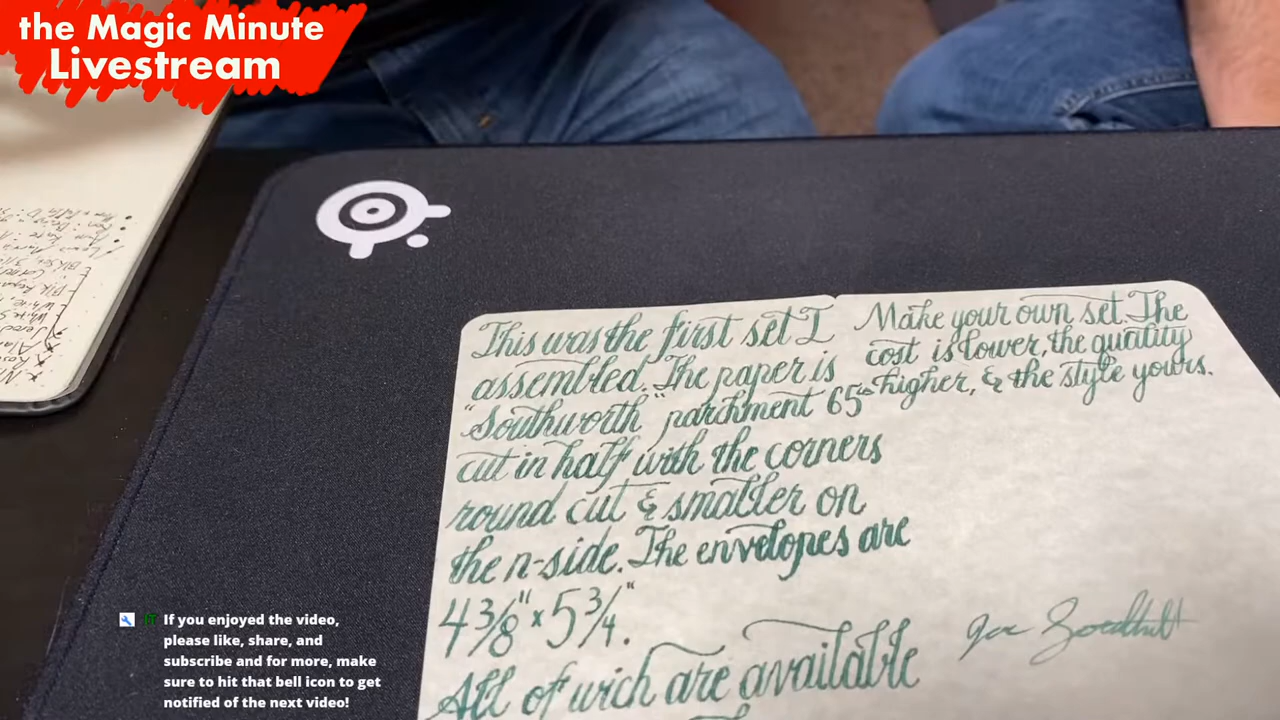 the Magic Minute
Livestream
This was the first set I
assembled. The paper is
"Southworth" parchment 65
cut in half with the corners
round cut & smaller on
the n-side. The envelopes are
4 3/8" x 5 3/4".
All of wich are available
Make your own set. The
cost is lower, the quality
higher, & the style yours.
If you enjoyed the video,
please like, share, and
subscribe and for more, make
sure to hit that bell icon to get
notified of the next video!